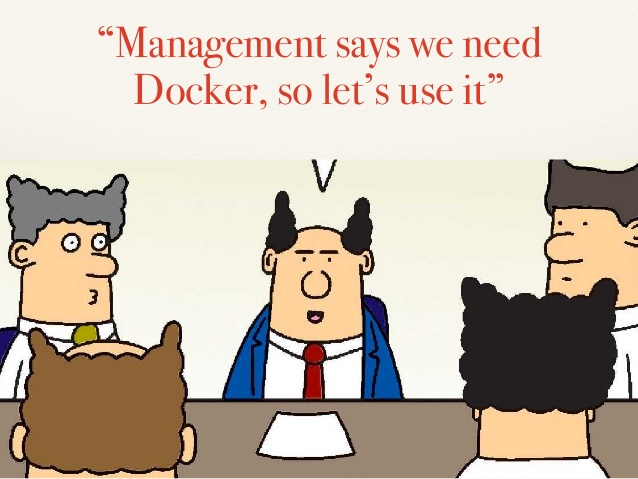 “Management says we need
Docker, so let’s use it”